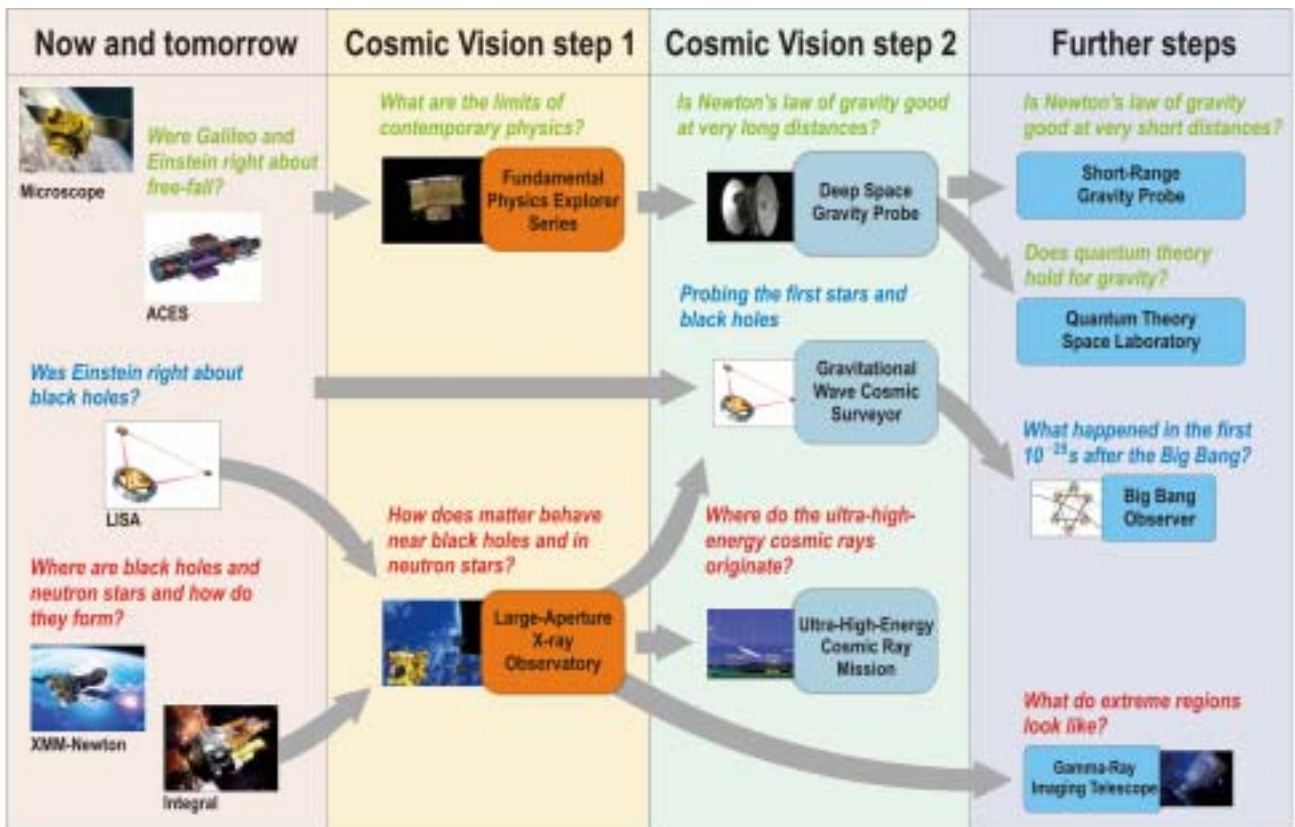 Now and tomorrow
Microscope
Were Galileo and
Einstein right about
free-fall?
ACES
Was Einstein right about
black holes?
LISA
Where are black holes and
neutron stars and how do
they form?
XMM-Newton
Integral
Cosmic Vision step 1
What are the limits of
contemporary physics?
Fundamental
Physics Explorer
Series
How does matter behave
near black holes and in
neutron stars?
Large-Aperture
X-ray
Observatory
Cosmic Vision step 2
Is Newton's law of gravity good
at very long distances?
Deep Space
Gravity Probe
Probing the first stars and
black holes
Gravitational
Wave Cosmic
Surveyor
Where do the ultra-high-
energy cosmic rays
originate?
Ultra-High-Energy
Cosmic Ray
Mission
Further steps
Is Newton's law of gravity
good at very short distances?
Short-Range
Gravity Probe
Does quantum theory
hold for gravity?
Quantum Theory
Space Laboratory
What happened in the first
s after the Big Bang?
Big Bang
Observer
What do extreme regions
look like?
Gamma-Ray
Imaging Telescope